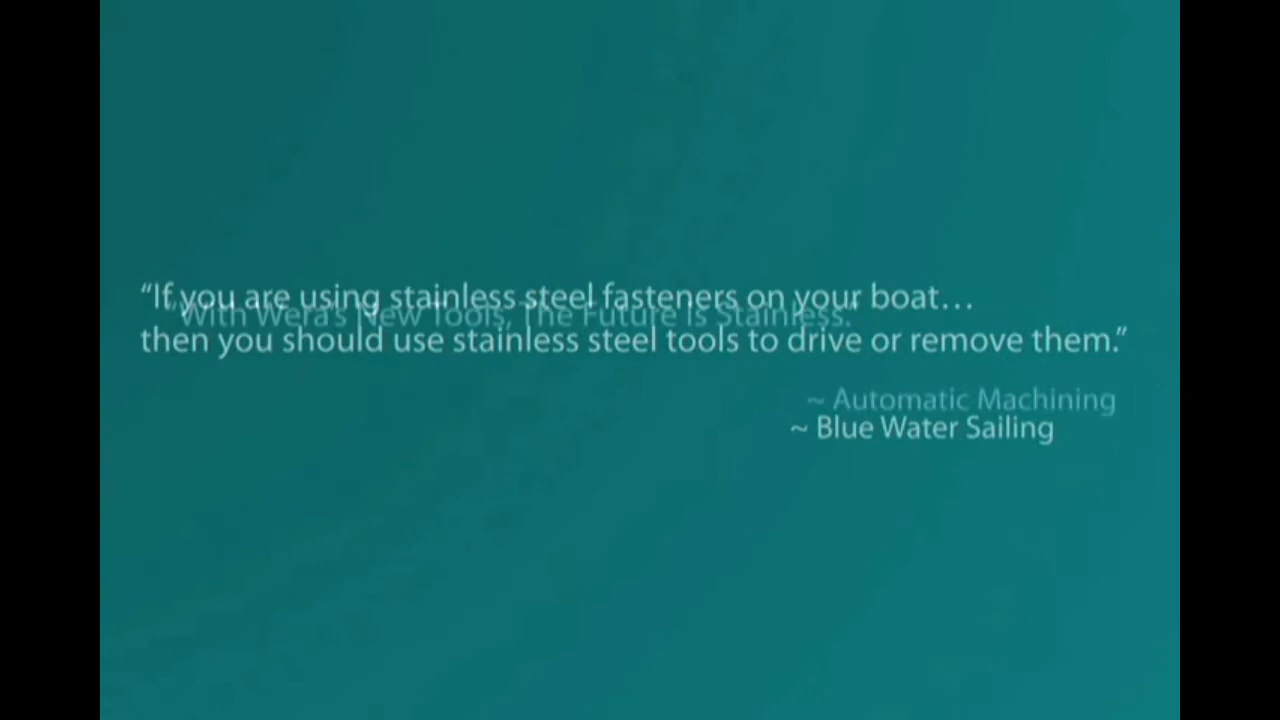 “If you are using stainless steel fasteners on your boat…
“With Wera's New Tools, The Future Is Stainless.”
then you should use stainless steel tools to drive or remove them.”
~ Automatic Machining
~ Blue Water Sailing